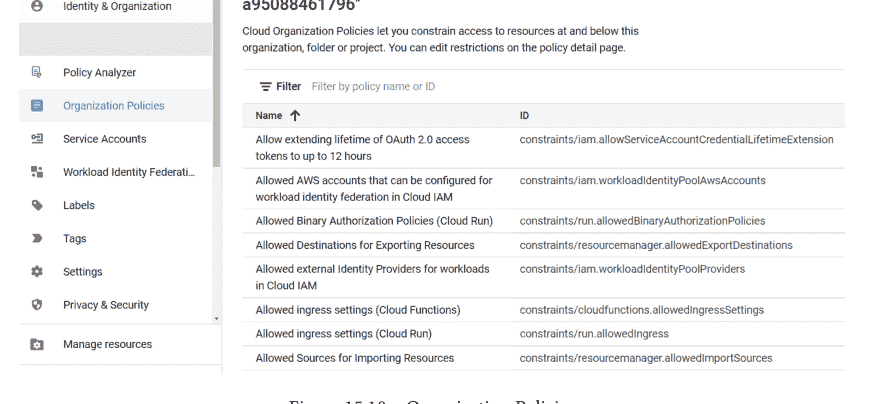 Identity & Organization
Policy Analyzer
Organization Policies
Service Accounts
Workload Identity Federati...
Labels
Tags
Settings
Privacy & Security
Manage resources
a95088461796"
Cloud Organization Policies let you constrain access to resources at and below this
organization, folder or project. You can edit restrictions on the policy detail page.
Filter Filter by policy name or ID
Name ID
Allow extending lifetime of OAuth 2.0 access constraints/iam.allowServiceAccountCredentialLifetimeExtension
tokens to up to 12 hours
Allowed AWS accounts that can be configured for constraints/iam.workloadIdentityPoolAwsAccounts
workload identity federation in Cloud IAM
Allowed Binary Authorization Policies (Cloud Run) constraints/run.allowedBinaryAuthorizationPolicies
Allowed Destinations for Exporting Resources constraints/resourcemanager.allowedExportDestinations
Allowed external Identity Providers for workloads constraints/iam.workloadIdentityPoolProviders
in Cloud IAM
Allowed ingress settings (Cloud Functions) constraints/cloudfunctions.allowedIngressSettings
Allowed ingress settings (Cloud Run) constraints/run.allowedIngress
Allowed Sources for Importing Resources constraints/resourcemanager.allowedImportSources